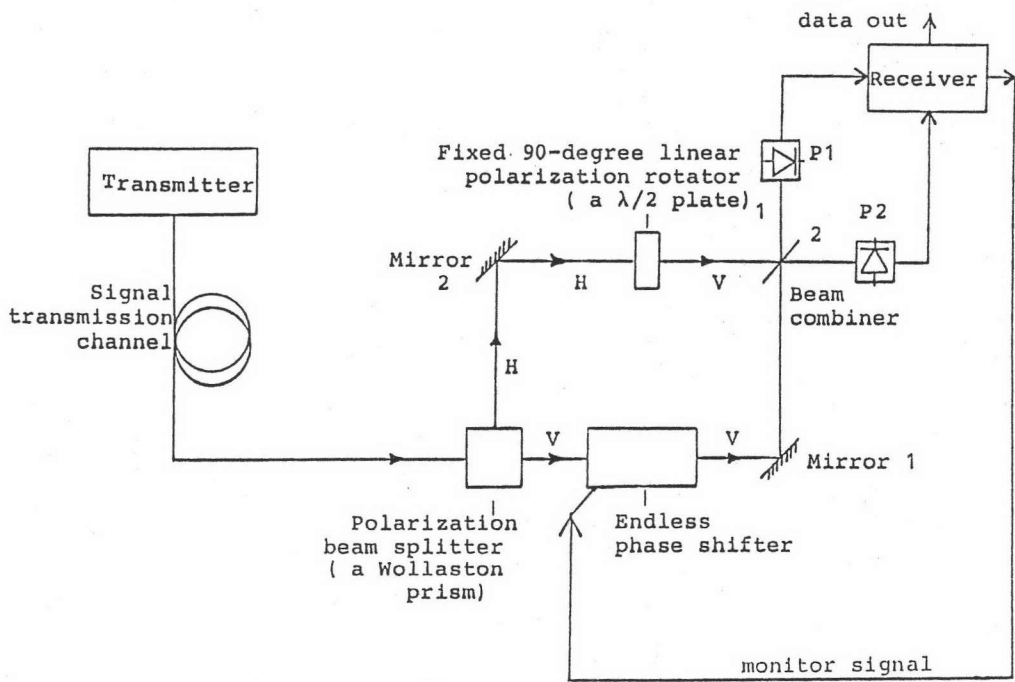 data out
Receiver
Transmitter
Fixed 90-degree linear
polarization rotator
( a λ/2 plate)
1
P1
P2
2
Mirror
2
H
V
Beam
combiner
Signal
transmission
channel
H
V
V
Mirror 1
Polarization
beam splitter
( a Wollaston
prism)
Endless
phase shifter
monitor signal